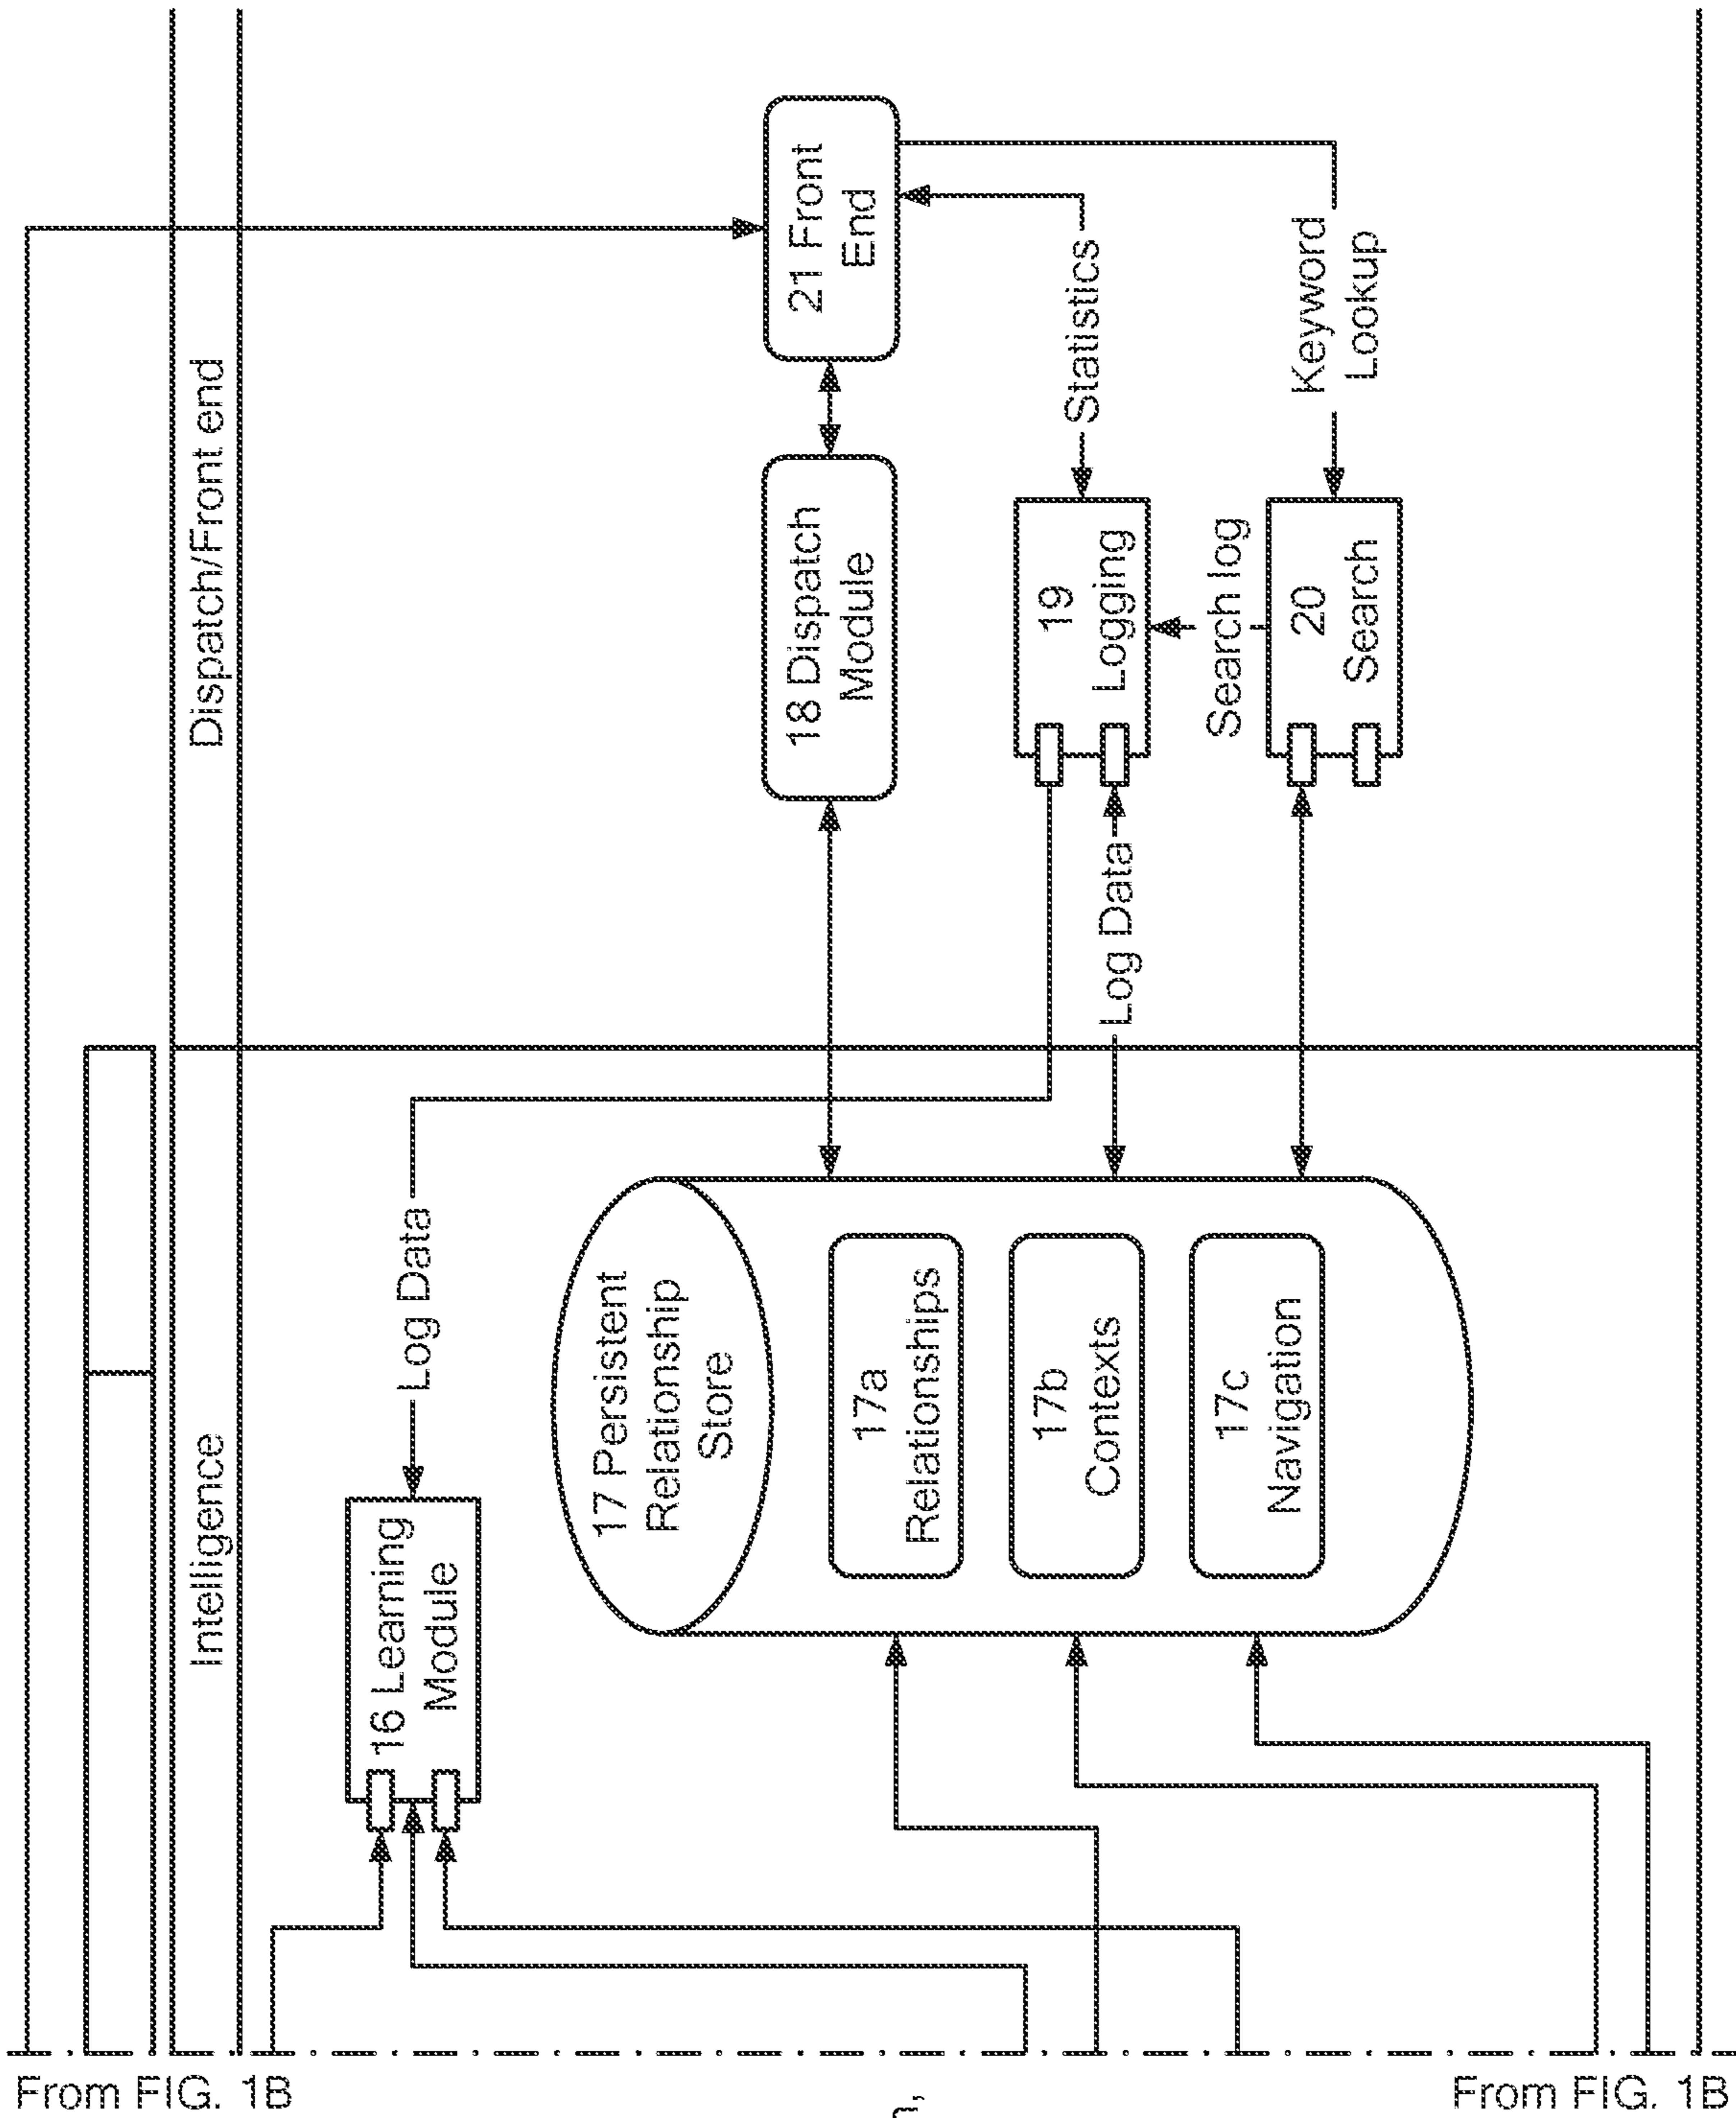 From FIG. 1B
From FIG. 1B
Intelligence
Dispatch/Front end
16 Learning
Module
Log Data
17 Persistent
Relationship
Store
17a
Relationships
17b
Contexts
17c
Navigation
18 Dispatch
Module
21 Front
End
Log Data
19
Logging
Statistics
Search log
20
Search
Keyword
Lookup